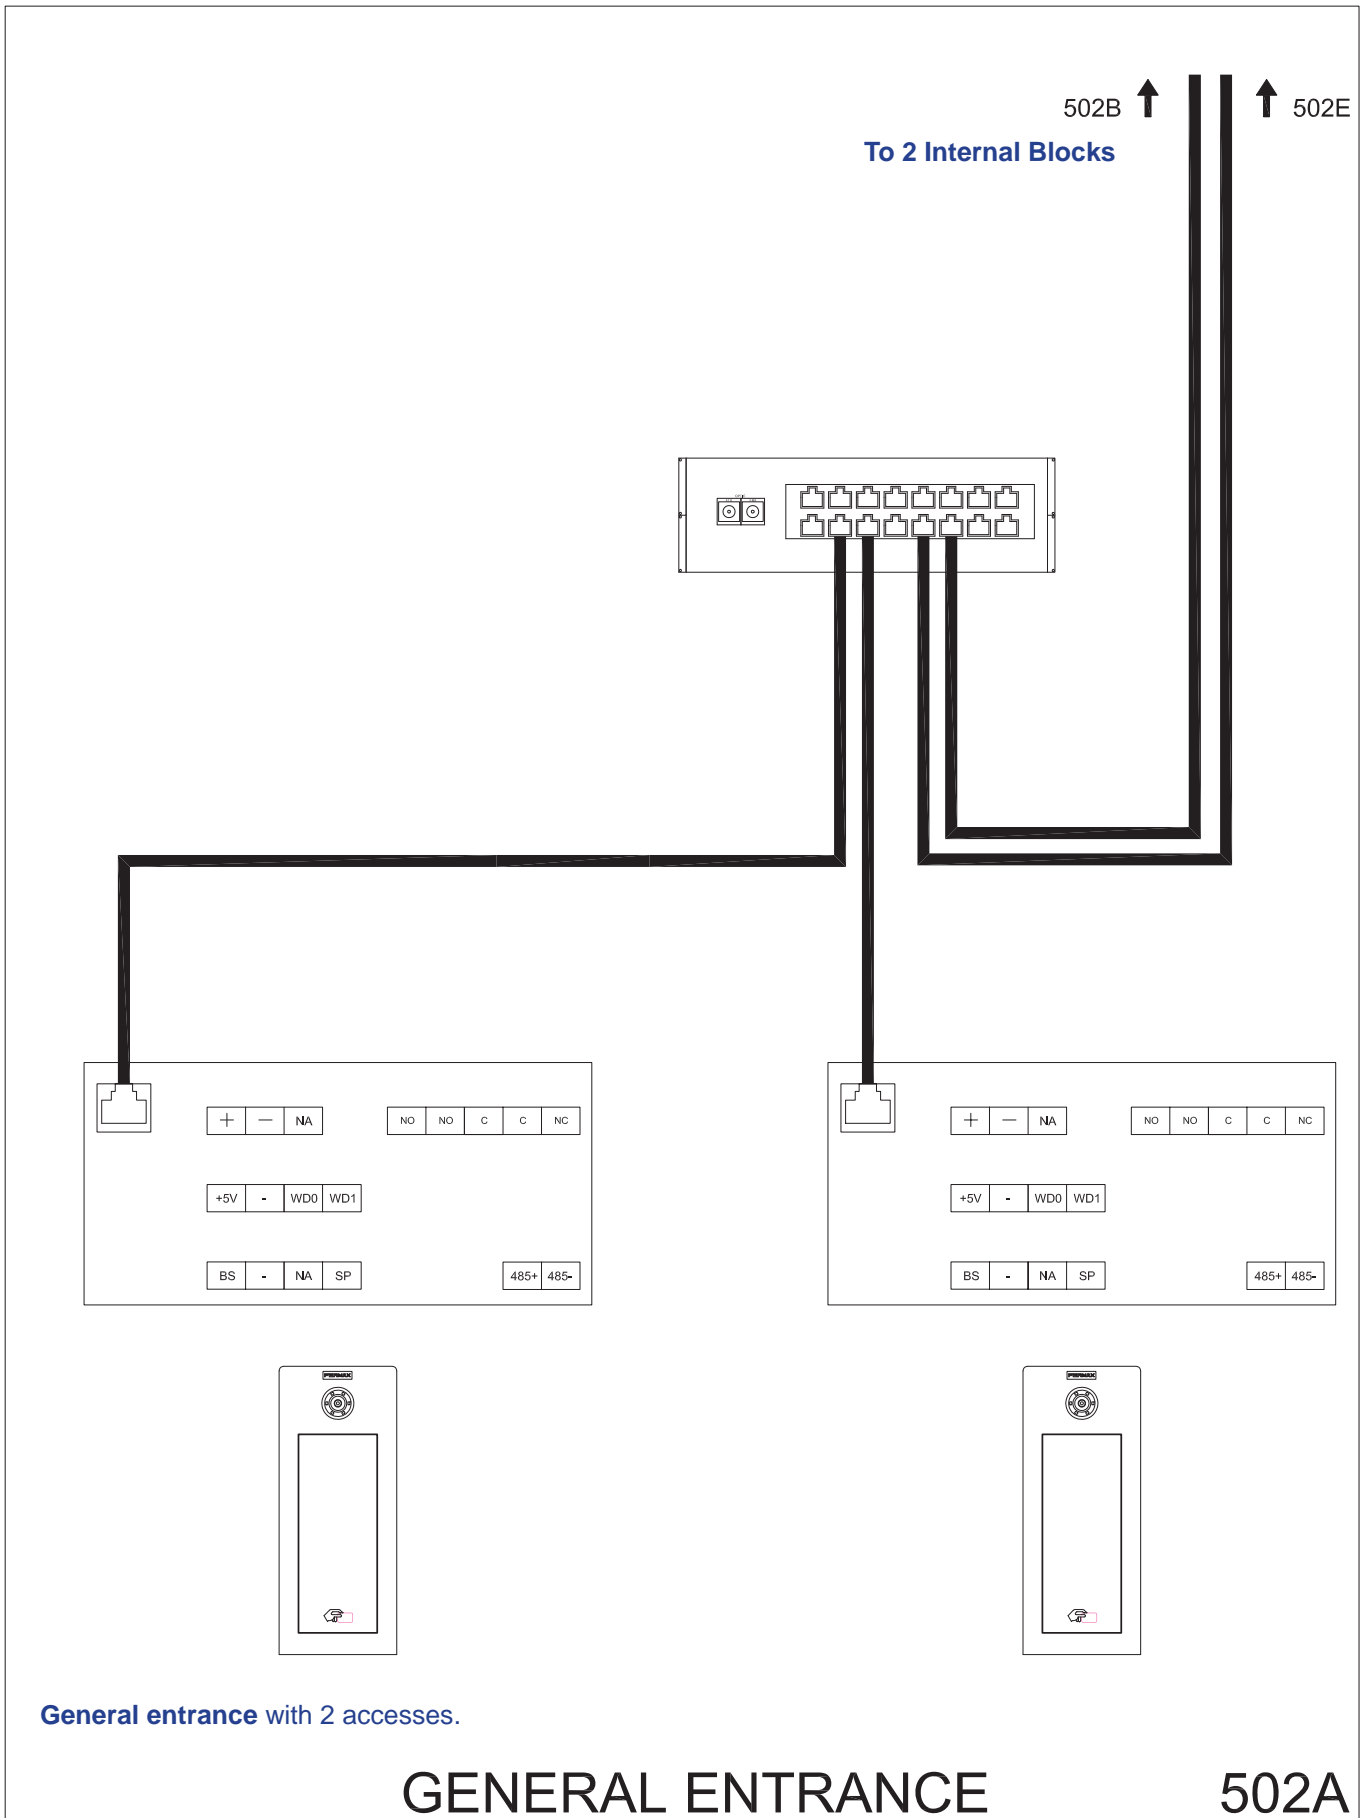 502B 502E
To 2 Internal Blocks
+ — NA NO NO C C NC
+ — NA NO NO C C NC
+5V - WD0 WD1
+5V - WD0 WD1
BS - NA SP 485+ 485-
BS - NA SP 485+ 485-
FERMAX
FERMAX
General entrance with 2 accesses.
GENERAL ENTRANCE 502A